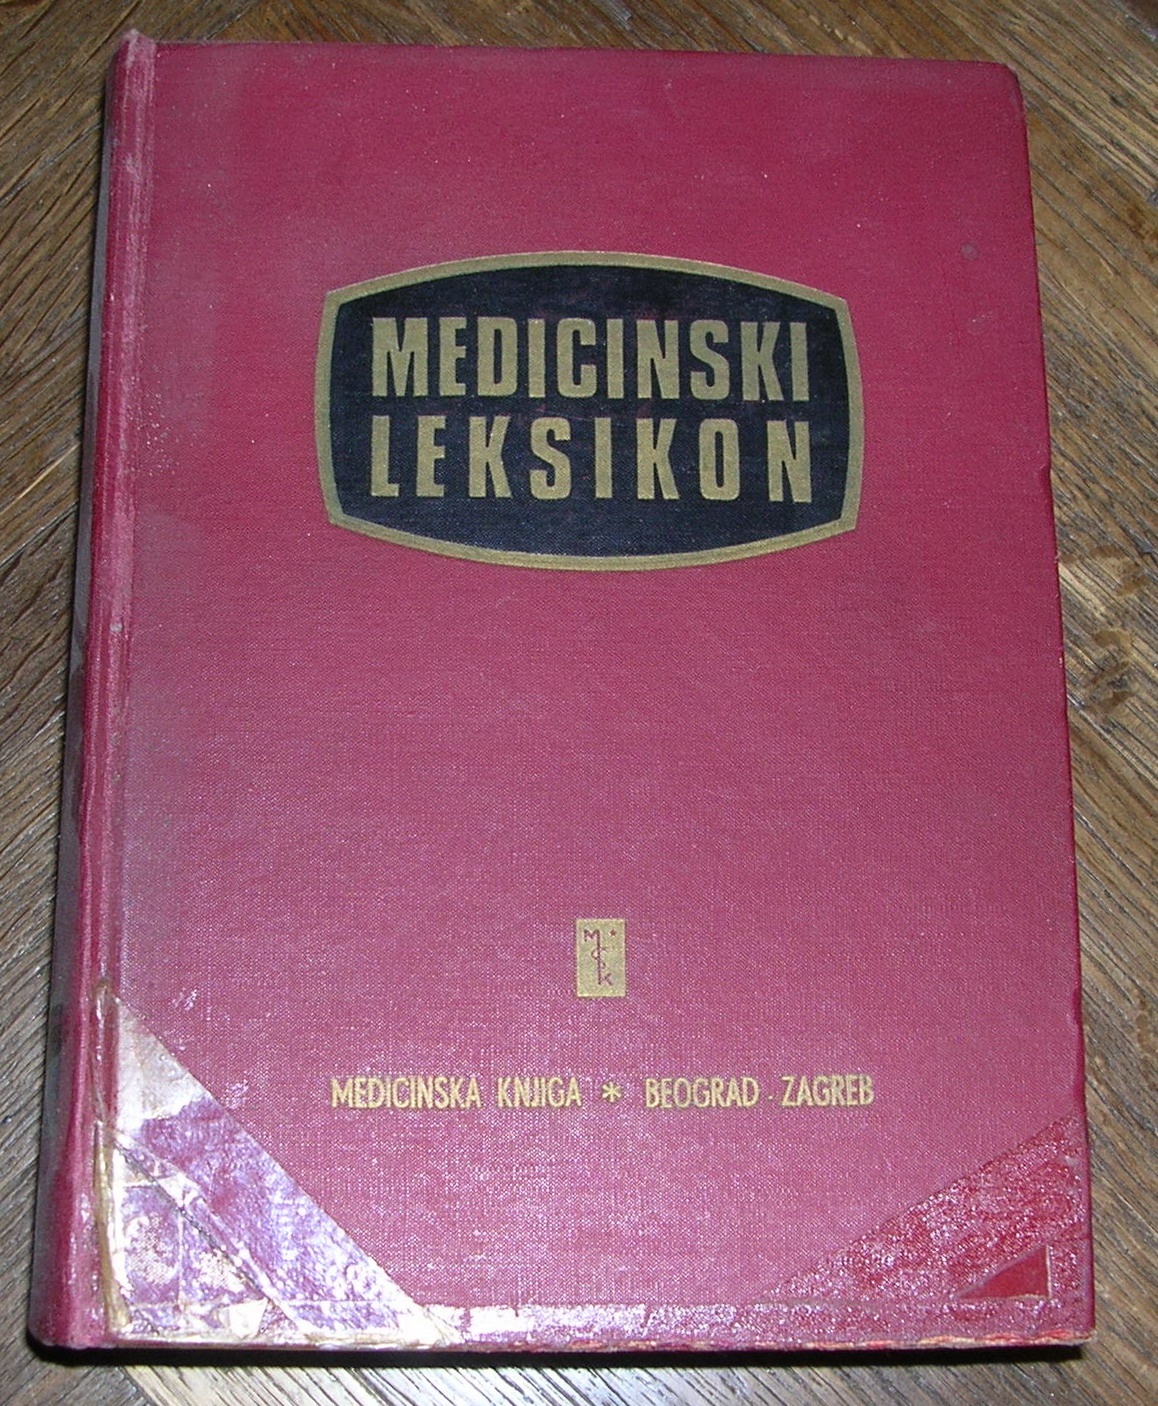 MEDICINSKI
LEKSIKON
M
K
MEDICINSKA KNJIGA * BEOGRAD - ZAGREB